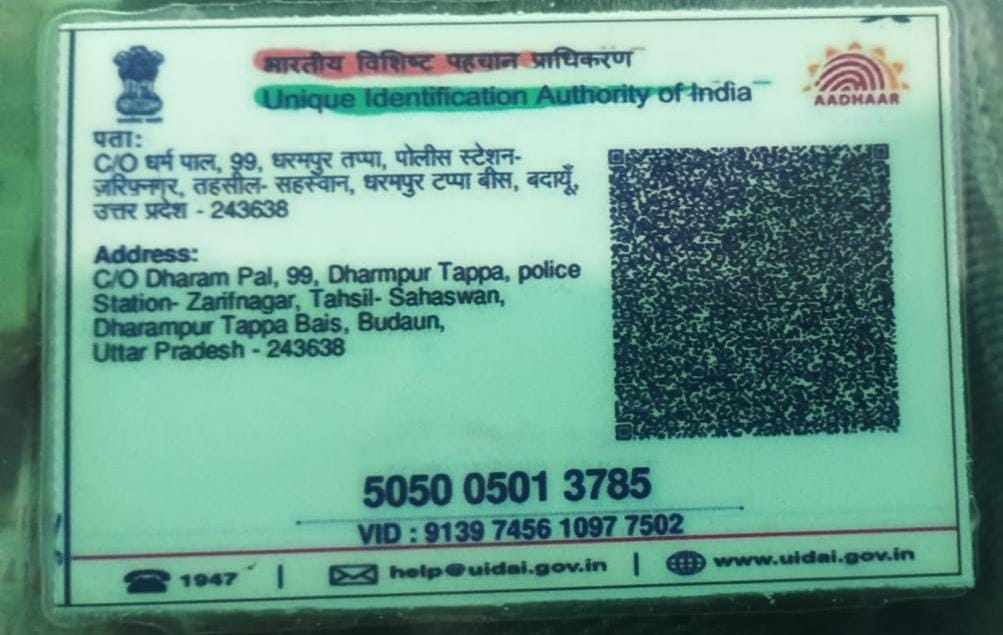 भारतीय विशिष्ट पहचान प्राधिकरण
Unique Identification Authority of India
AADHAAR
पता:
C/O धर्म पाल, 99, धरमपुर तप्पा, पोलीस स्टेशन-
ज़रिफ़्नगर, तहसील- सहस्वान, धरमपुर टप्पा बीस, बदायूँ,
उत्तर प्रदेश - 243638
Address:
C/O Dharam Pal, 99, Dharmpur Tappa, police
Station- Zarifnagar, Tahsil- Sahaswan,
Dharampur Tappa Bais, Budaun,
Uttar Pradesh - 243638
5050 0501 3785
VID : 9139 7456 1097 7502
1947 | help@uidai.gov.in | www.uidai.gov.in